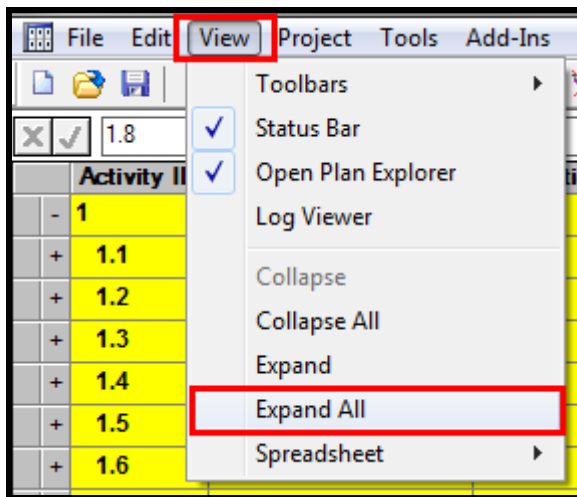 File Edit View Project Tools Add-Ins
Toolbars
1.8
Status Bar
Activity
Open Plan Explorer
- 1
Log Viewer
+ 1.1
Collapse
+ 1.2
Collapse All
+ 1.3
Expand
+ 1.4
Expand All
+ 1.5
Spreadsheet
+ 1.6